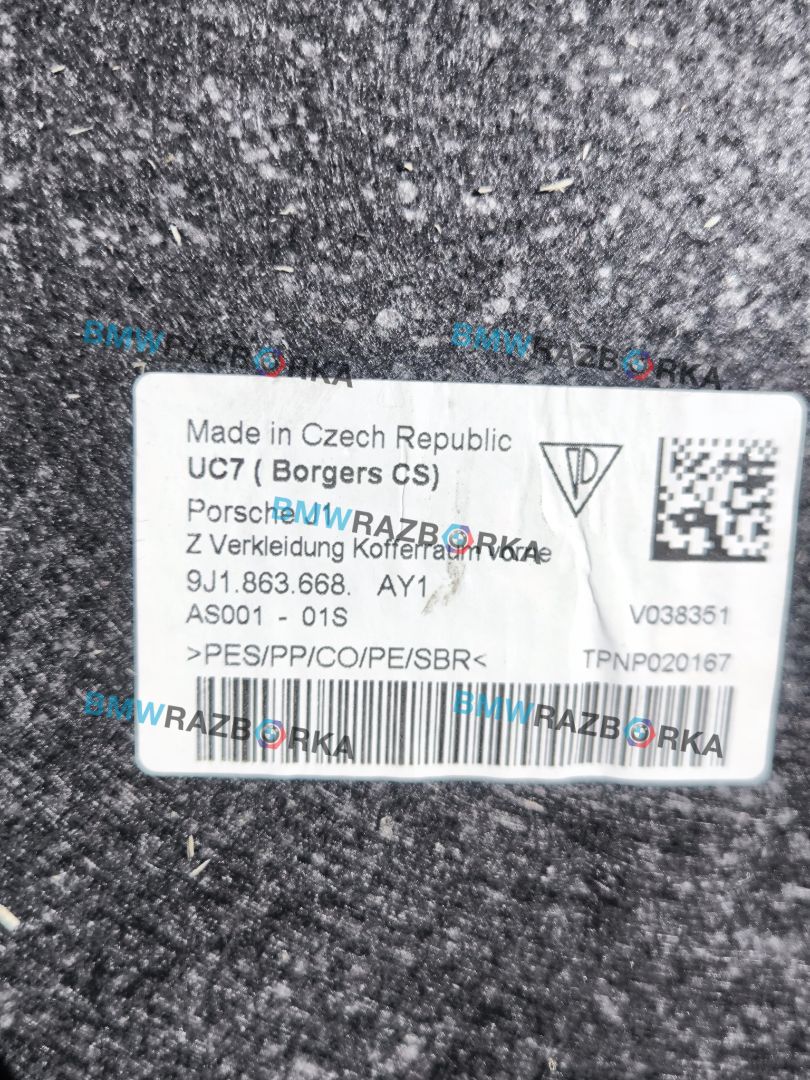 BMWRAZBORKA
BMWRAZBORKA
Made in Czech Republic
UC7 ( Borgers CS)
Porsche J1
BMWRAZBORKA
Z Verkleidung Kofferraum vorne
9J1.863.668. AY1
AS001 - 01S
V038351
>PES/PP/CO/PE/SBR<
TPNP020167
BMWRAZBORKA
BMWRAZBORKA